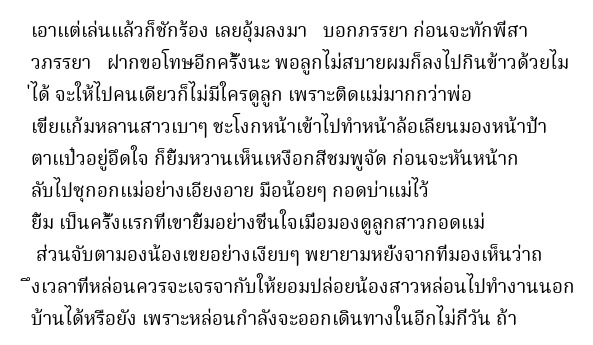 เอาแต่เล่นแล้วก็ชักร้อง เลยอุ้มลงมา   บอกภรรยา ก่อนจะทักพี่สา
วภรรยา   ฝากขอโทษอีกครั้งนะ พอลูกไม่สบายผมก็ลงไปกินข้าวด้วยไม
่ได้ จะให้ไปคนเดียวก็ไม่มีใครดูลูก เพราะติดแม่มากกว่าพ่อ
เขี่ยแก้มหลานสาวเบาๆ ชะโงกหน้าเข้าไปทำหน้าล้อเลียนมองหน้าป้า
ตาแป๋วอยู่อึดใจ ก็ยิ้มหวานเห็นเหงือกสีชมพูจัด ก่อนจะหันหน้าก
ลับไปซุกอกแม่อย่างเอียงอาย มือน้อยๆ กอดบ่าแม่ไว้
ยิ้ม เป็นครั้งแรกที่เขายิ้มอย่างชื่นใจเมื่อมองดูลูกสาวกอดแม่
ส่วนจับตามองน้องเขยอย่างเงียบๆ พยายามหยั่งจากที่มองเห็นว่าถ
ึงเวลาที่หล่อนควรจะเจรจากับให้ยอมปล่อยน้องสาวหล่อนไปทำงานนอก
บ้านได้หรือยัง เพราะหล่อนกำลังจะออกเดินทางในอีกไม่กี่วัน ถ้า